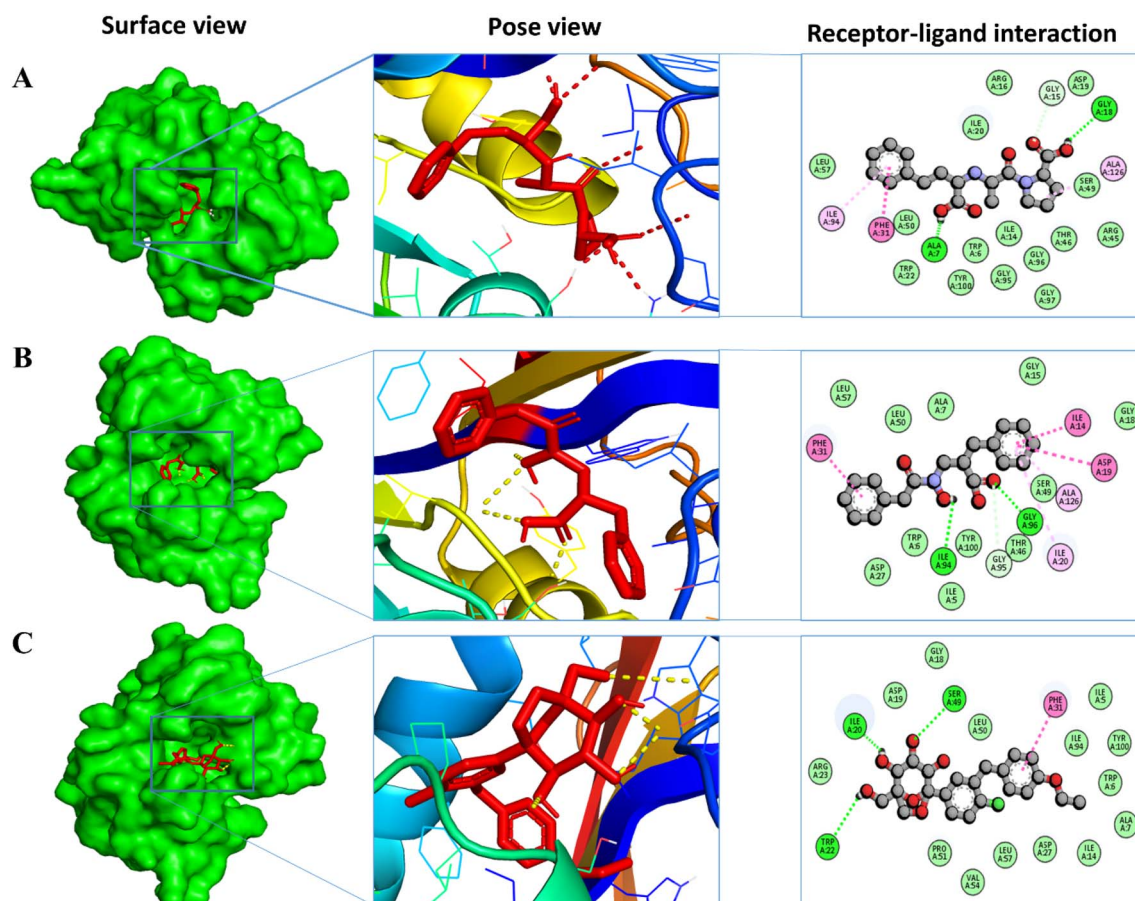 Surface view
Pose view
Receptor-ligand interaction
A
ARG
A:16
GLY
A:15
ASP
A:19
GLY
A:18
ILE
A:20
LEU
A:57
ALA
A:126
SER
A:49
ILE
A:94
PHE
A:31
LEU
A:50
ALA
A:7
TRP
A:6
ILE
A:14
GLY
A:96
THR
A:46
ARG
A:45
TRP
A:22
TYR
A:100
GLY
A:95
GLY
A:97
B
GLY
A:15
LEU
A:57
ALA
A:7
LEU
A:50
ILE
A:14
GLY
A:18
PHE
A:31
ASP
A:19
SER
A:49
ALA
A:126
GLY
A:96
TRP
A:6
TYR
A:100
THR
A:46
ILE
A:94
GLY
A:95
ILE
A:20
ASP
A:27
ILE
A:5
C
GLY
A:18
ASP
A:19
SER
A:49
PHE
A:31
ILE
A:5
ILE
A:20
LEU
A:50
ILE
A:94
TYR
A:100
ARG
A:23
TRP
A:6
ALA
A:7
TRP
A:22
PRO
A:51
LEU
A:57
ASP
A:27
ILE
A:14
VAL
A:54